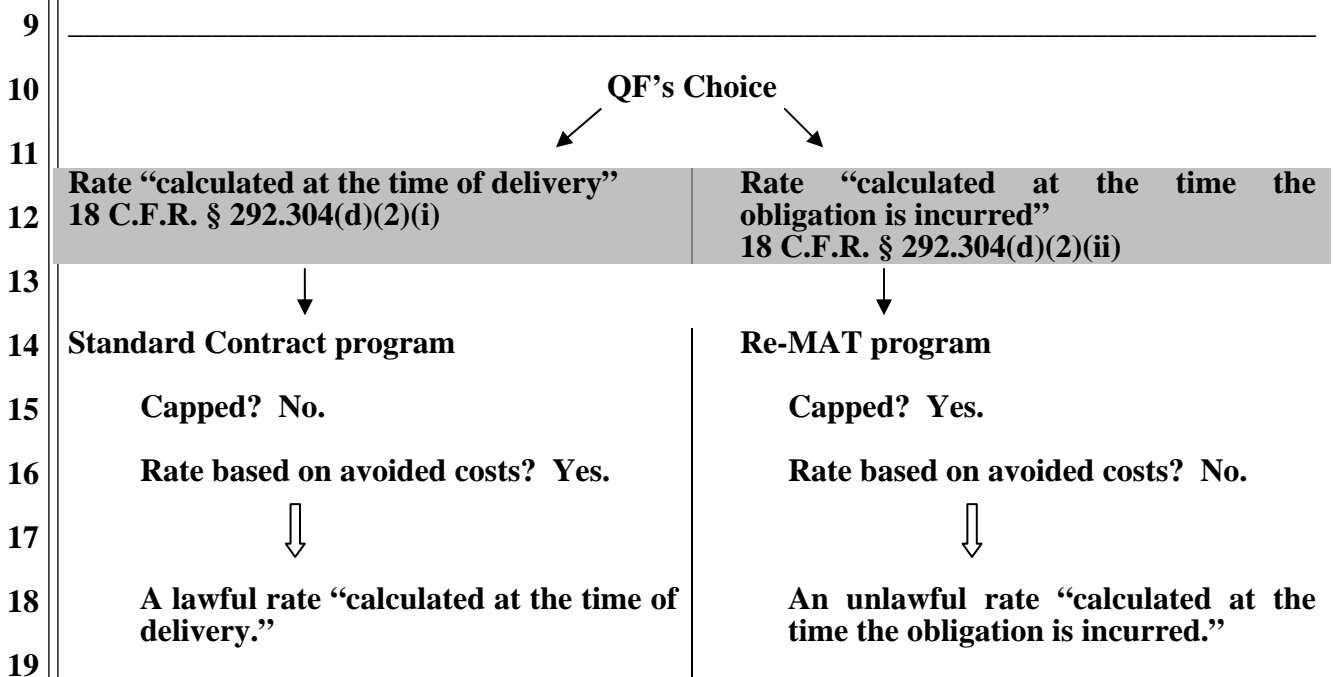 9
10 QF’s Choice
11
Rate “calculated at the time of delivery” Rate “calculated at the time the
12 18 C.F.R. § 292.304(d)(2)(i) obligation is incurred”
18 C.F.R. § 292.304(d)(2)(ii)
13
14 Standard Contract program Re-MAT program
15 Capped? No. Capped? Yes.
16 Rate based on avoided costs? Yes. Rate based on avoided costs? No.
17
18 A lawful rate “calculated at the time of An unlawful rate “calculated at the
delivery.” time the obligation is incurred.”
19